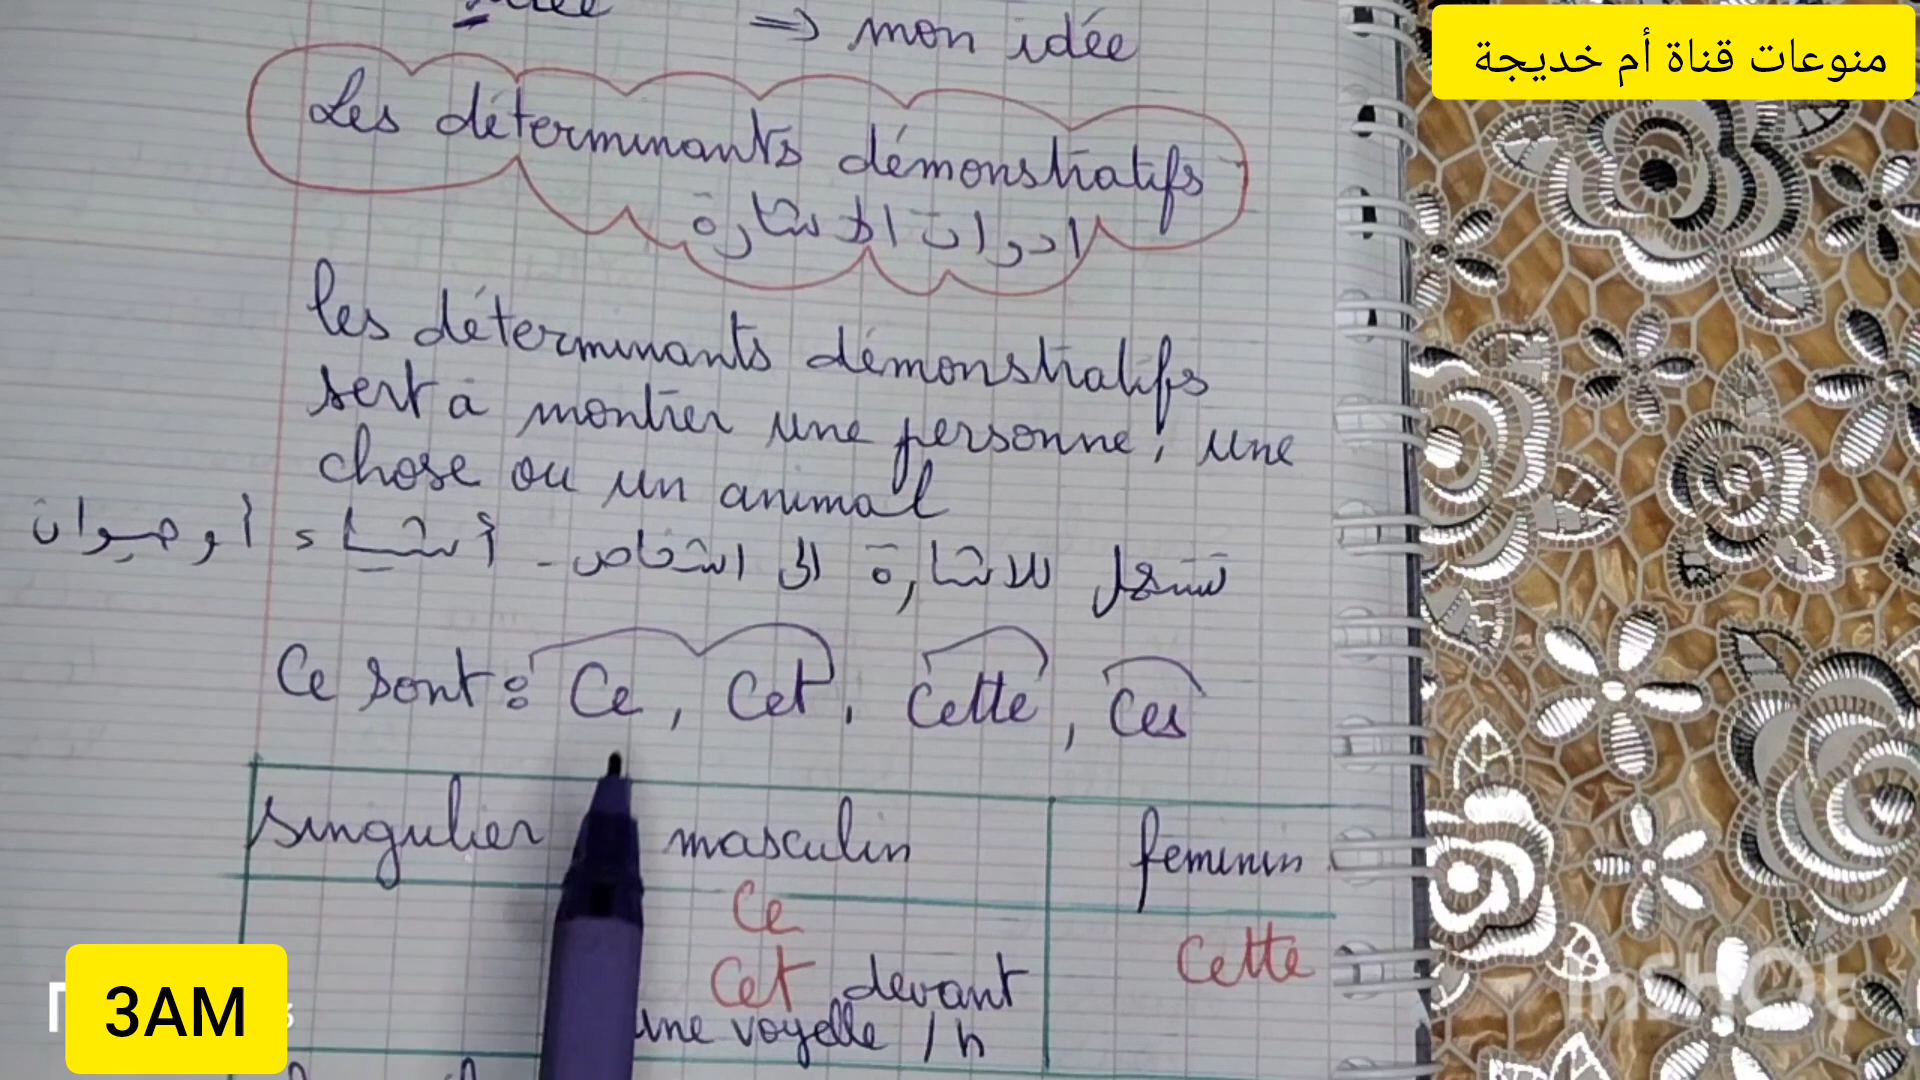 ⇒ mon idée
منوعات قناة أم خديجة
Les déterminants démonstratifs
ادوات الاشارة
les déterminants démonstratifs
sert à montrer une personne, une
chose ou un animal
تستعمل للاشارة الى اشخاص - أشياء أو حيوان
Ce sont : Ce, Cet, Cette, Ces
singulier masculin feminin
Ce
Cet devant Cette
une voyelle / h
3AM
InShOt